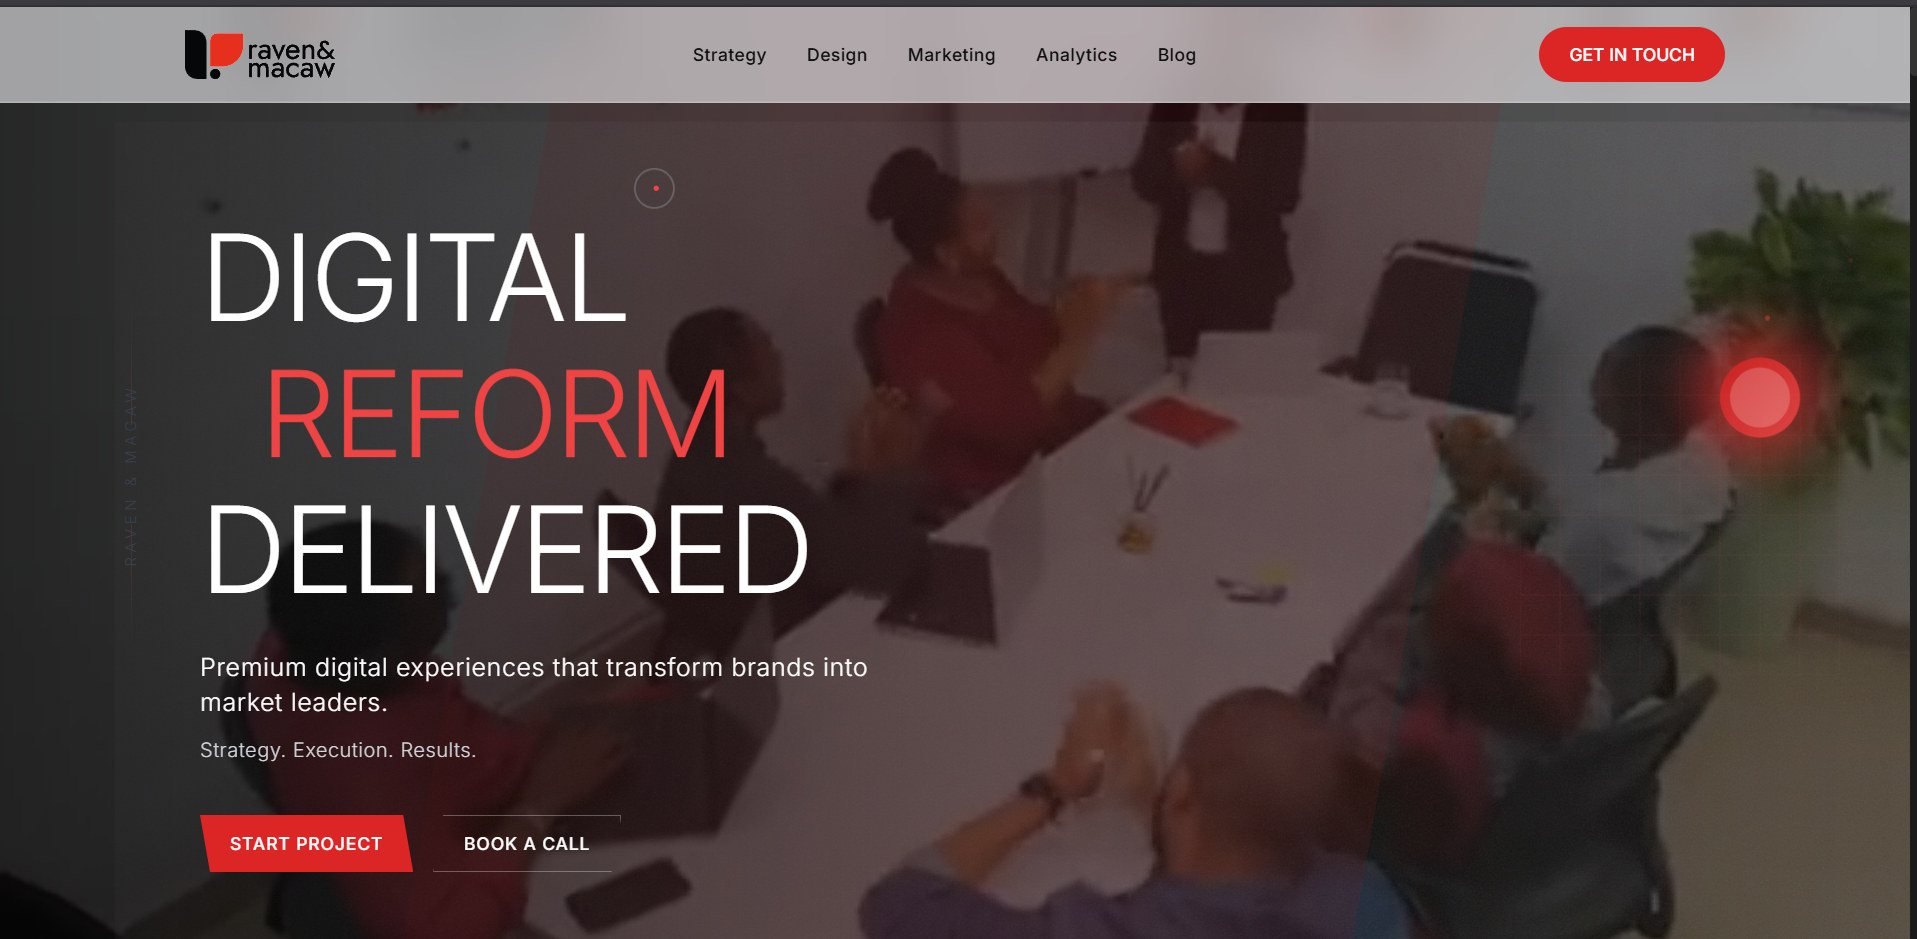 raven&
macaw
Strategy
Design
Marketing
Analytics
Blog
GET IN TOUCH
DIGITAL
REFORM
DELIVERED
RAVEN & MACAW
Premium digital experiences that transform brands into
market leaders.
Strategy. Execution. Results.
START PROJECT
BOOK A CALL